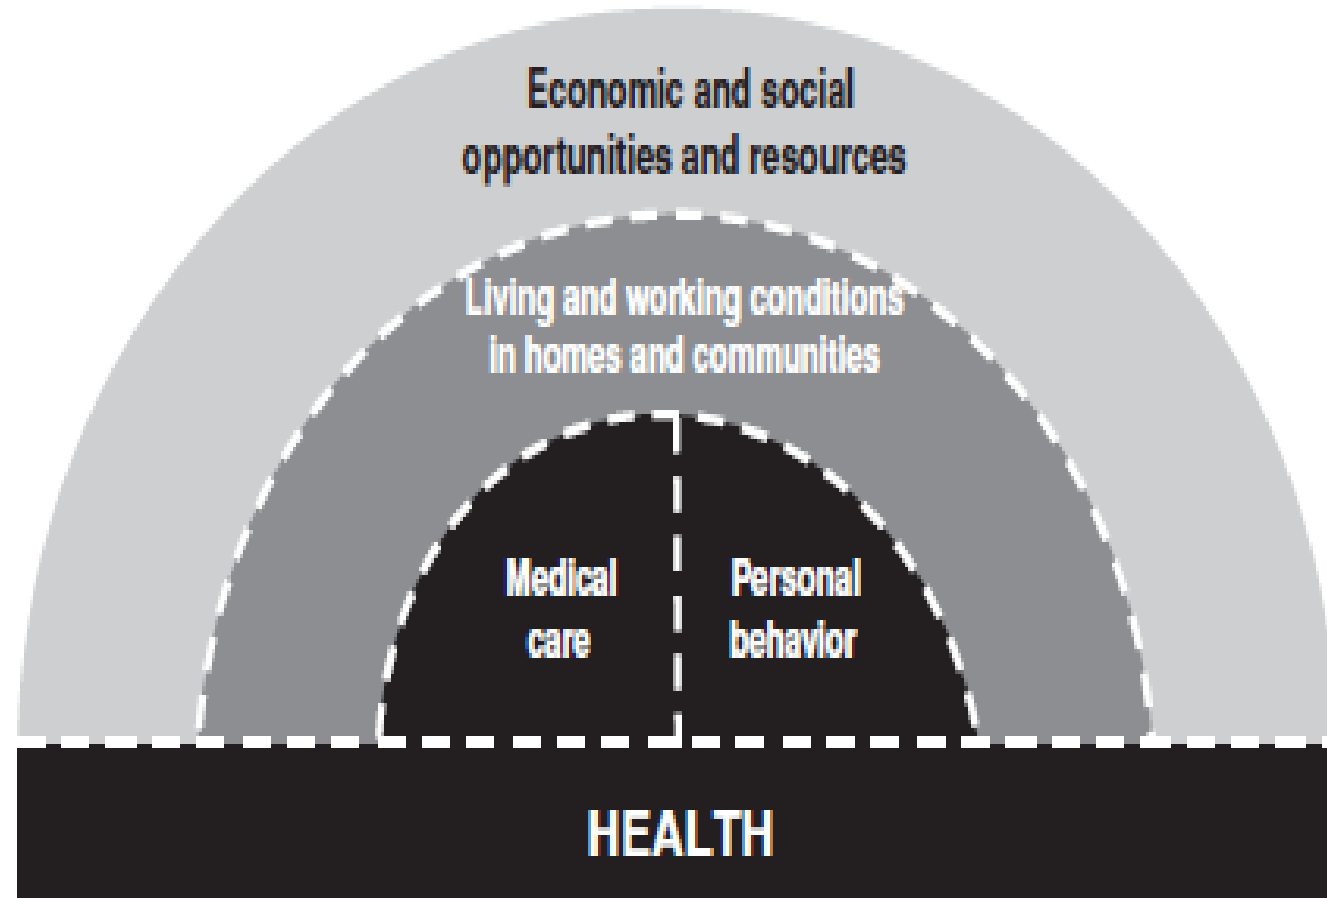 Economic and social
opportunities and resources
Living and working conditions
in homes and communities
Medical
care
Personal
behavior
HEALTH